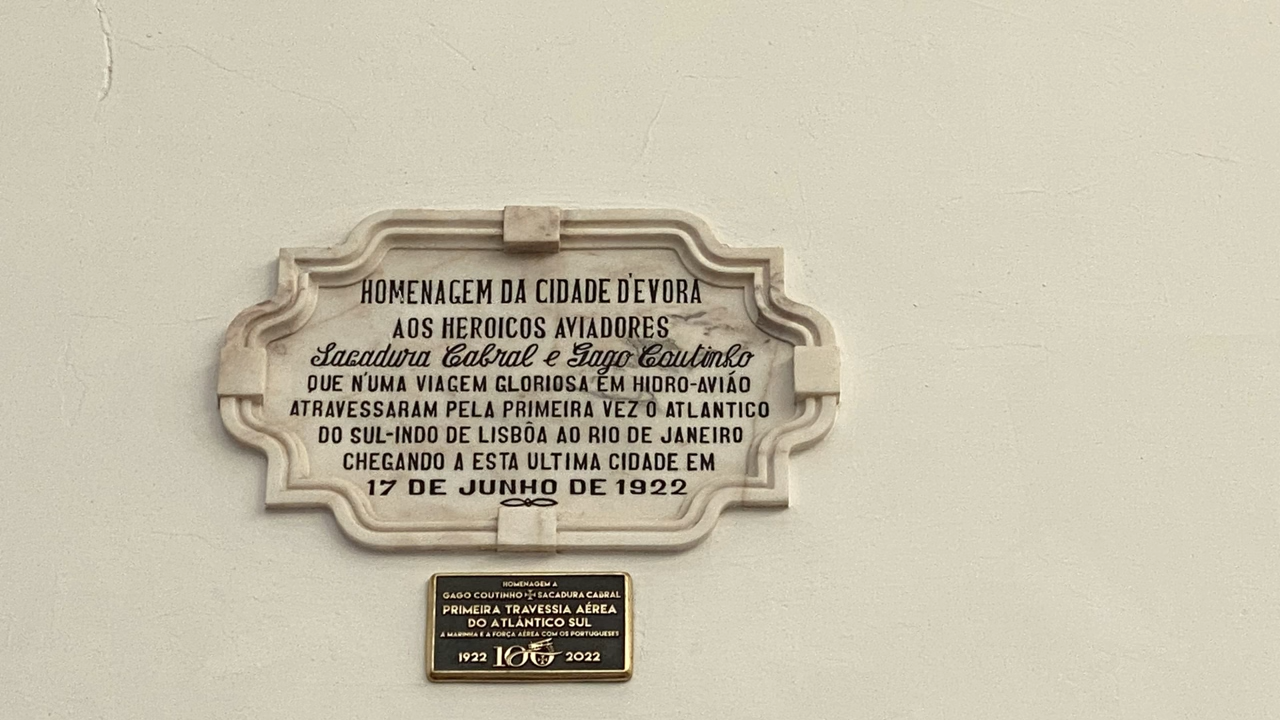 HOMENAGEM DA CIDADE D'EVORA
AOS HEROICOS AVIADORES
Sacadura Cabral e Gago Coutinho
QUE N'UMA VIAGEM GLORIOSA EM HIDRO-AVIÃO
ATRAVESSARAM PELA PRIMEIRA VEZ O ATLANTICO
DO SUL-INDO DE LISBÔA AO RIO DE JANEIRO
CHEGANDO A ESTA ULTIMA CIDADE EM
17 DE JUNHO DE 1922
HOMENAGEM A
GAGO COUTINHO SACADURA CABRAL
PRIMEIRA TRAVESSIA AÉREA
DO ATLÂNTICO SUL
A MARINHA E A FORÇA AÉREA COM OS PORTUGUESES
1922 100 2022